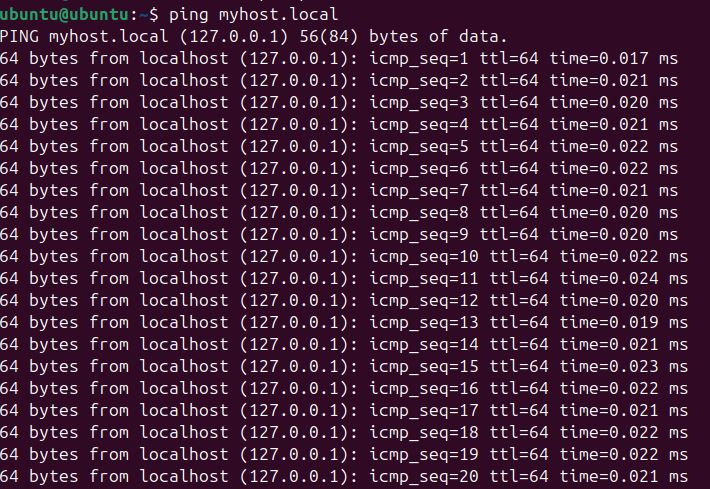 ubuntu@ubuntu:~$ ping myhost.local
PING myhost.local (127.0.0.1) 56(84) bytes of data.
64 bytes from localhost (127.0.0.1): icmp_seq=1 ttl=64 time=0.017 ms
64 bytes from localhost (127.0.0.1): icmp_seq=2 ttl=64 time=0.021 ms
64 bytes from localhost (127.0.0.1): icmp_seq=3 ttl=64 time=0.020 ms
64 bytes from localhost (127.0.0.1): icmp_seq=4 ttl=64 time=0.021 ms
64 bytes from localhost (127.0.0.1): icmp_seq=5 ttl=64 time=0.022 ms
64 bytes from localhost (127.0.0.1): icmp_seq=6 ttl=64 time=0.022 ms
64 bytes from localhost (127.0.0.1): icmp_seq=7 ttl=64 time=0.021 ms
64 bytes from localhost (127.0.0.1): icmp_seq=8 ttl=64 time=0.020 ms
64 bytes from localhost (127.0.0.1): icmp_seq=9 ttl=64 time=0.020 ms
64 bytes from localhost (127.0.0.1): icmp_seq=10 ttl=64 time=0.022 ms
64 bytes from localhost (127.0.0.1): icmp_seq=11 ttl=64 time=0.024 ms
64 bytes from localhost (127.0.0.1): icmp_seq=12 ttl=64 time=0.020 ms
64 bytes from localhost (127.0.0.1): icmp_seq=13 ttl=64 time=0.019 ms
64 bytes from localhost (127.0.0.1): icmp_seq=14 ttl=64 time=0.021 ms
64 bytes from localhost (127.0.0.1): icmp_seq=15 ttl=64 time=0.023 ms
64 bytes from localhost (127.0.0.1): icmp_seq=16 ttl=64 time=0.022 ms
64 bytes from localhost (127.0.0.1): icmp_seq=17 ttl=64 time=0.021 ms
64 bytes from localhost (127.0.0.1): icmp_seq=18 ttl=64 time=0.022 ms
64 bytes from localhost (127.0.0.1): icmp_seq=19 ttl=64 time=0.022 ms
64 bytes from localhost (127.0.0.1): icmp_seq=20 ttl=64 time=0.021 ms